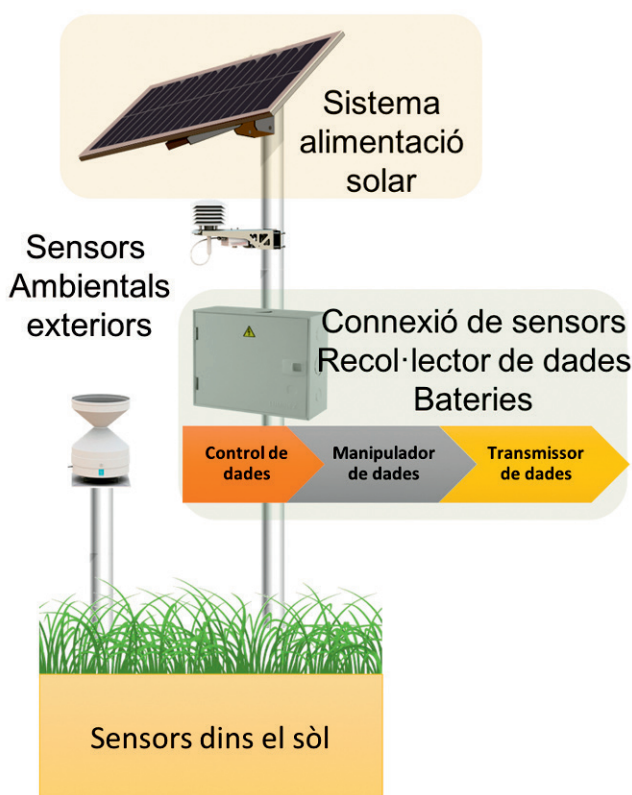 Sistema
alimentació
solar
Sensors
Ambientals
exteriors
Connexió de sensors
Recol·lector de dades
Bateries
Control de
dades
Manipulador
de dades
Transmissor
de dades
Sensors dins el sòl